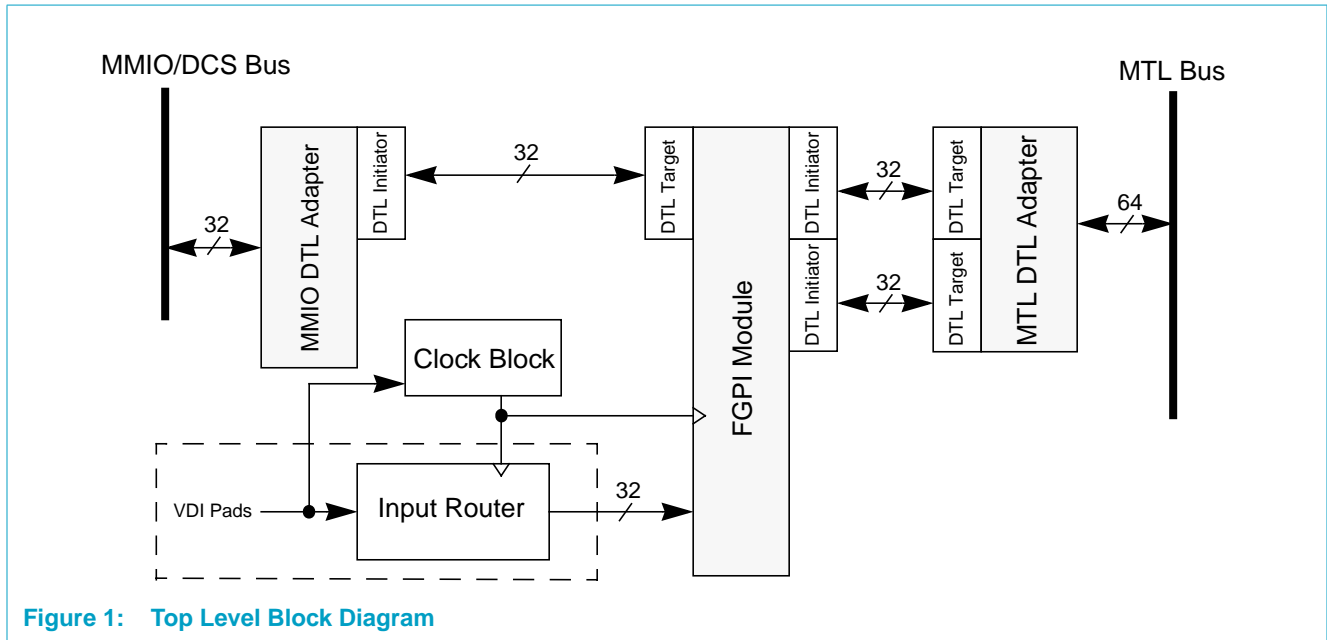 MMIO/DCS Bus
MTL Bus
32
MMIO DTL Adapter
DTL Initiator
32
DTL Target
FGPI Module
DTL Initiator
DTL Initiator
32
32
DTL Target
DTL Target
MTL DTL Adapter
64
Clock Block
VDI Pads
Input Router
32
Figure 1: Top Level Block Diagram